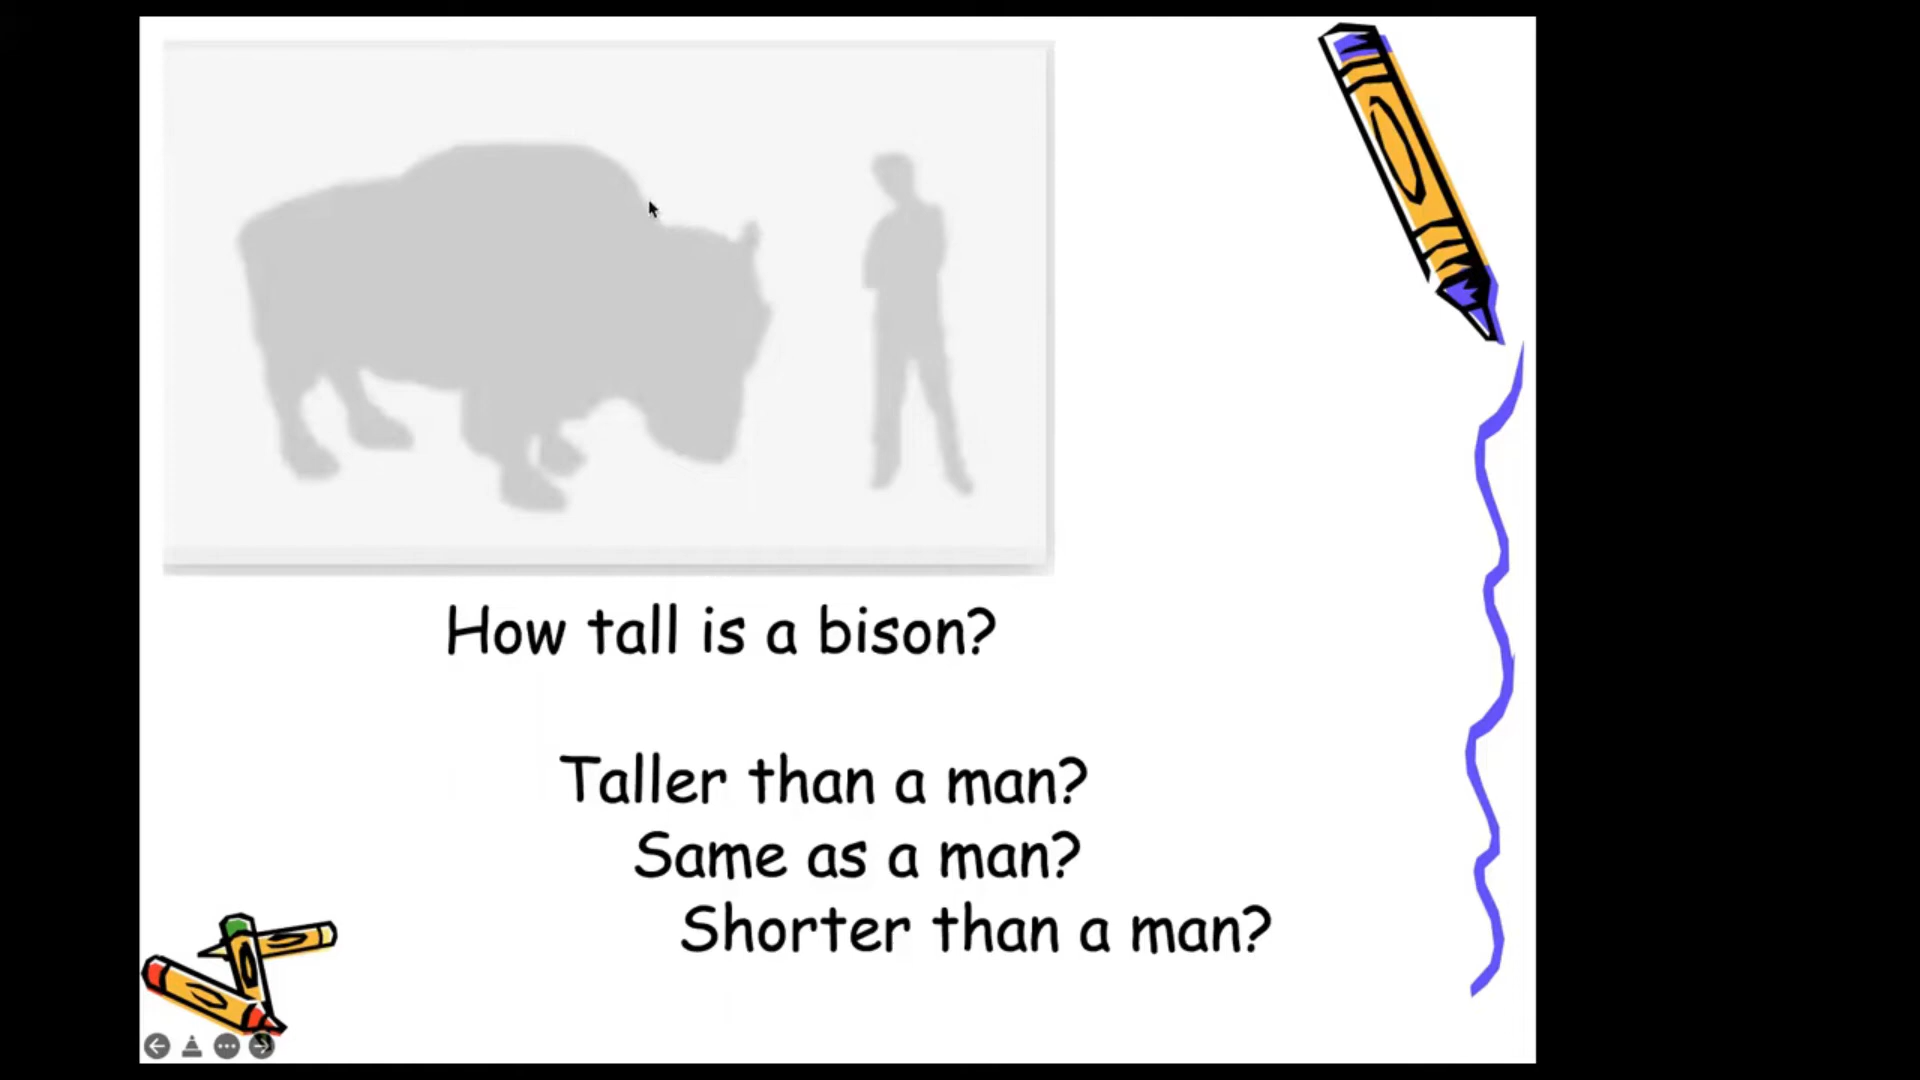 How tall is a bison?
Taller than a man?
Same as a man?
Shorter than a man?